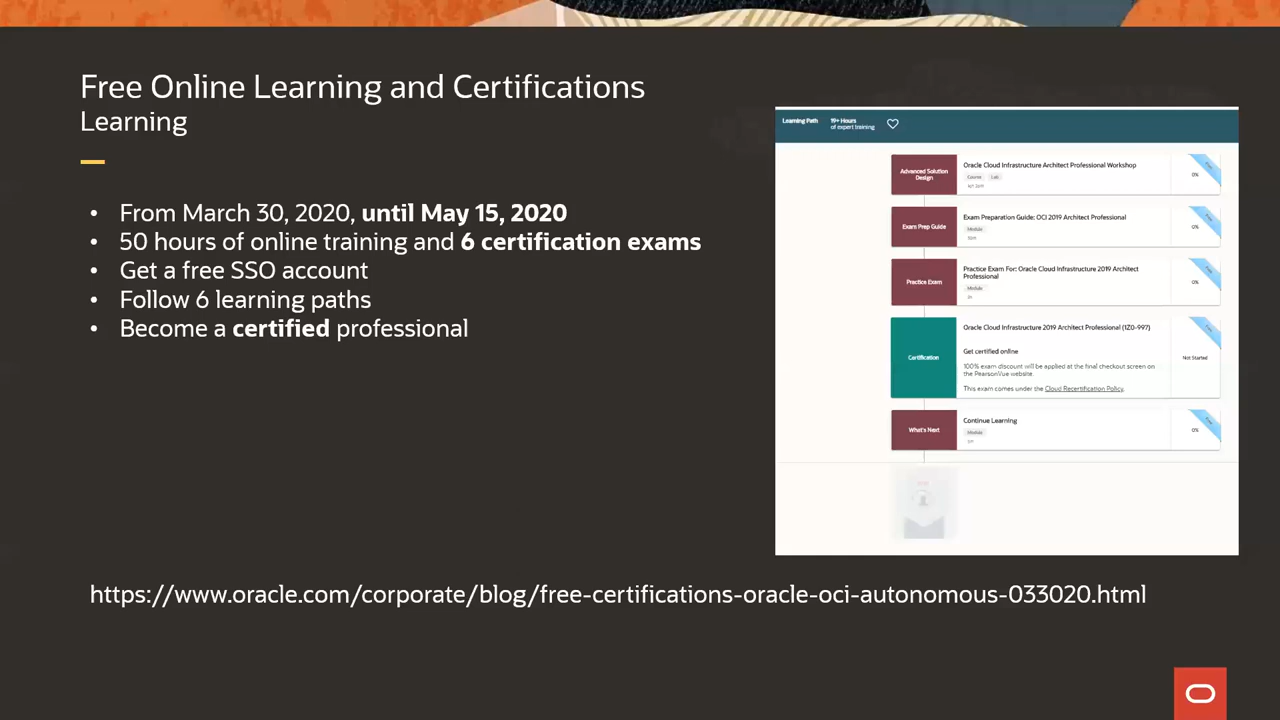 Free Online Learning and Certifications
Learning
• From March 30, 2020, until May 15, 2020
• 50 hours of online training and 6 certification exams
• Get a free SSO account
• Follow 6 learning paths
• Become a certified professional
Learning Path
19+ Hours
of expert training
Advanced Solution
Design
Oracle Cloud Infrastructure Architect Professional Workshop
Course Lab
0%
Exam Prep Guide
Exam Preparation Guide: OCI 2019 Architect Professional
Module
0%
Practice Exam
Practice Exam For: Oracle Cloud Infrastructure 2019 Architect
Professional
Module
0%
Certification
Oracle Cloud Infrastructure 2019 Architect Professional (1Z0-997)
Get certified online
100% exam discount will be applied at the final checkout screen on
the PearsonVue website.
This exam comes under the Cloud Recertification Policy.
Not Started
What's Next
Continue Learning
Module
0%
https://www.oracle.com/corporate/blog/free-certifications-oracle-oci-autonomous-033020.html